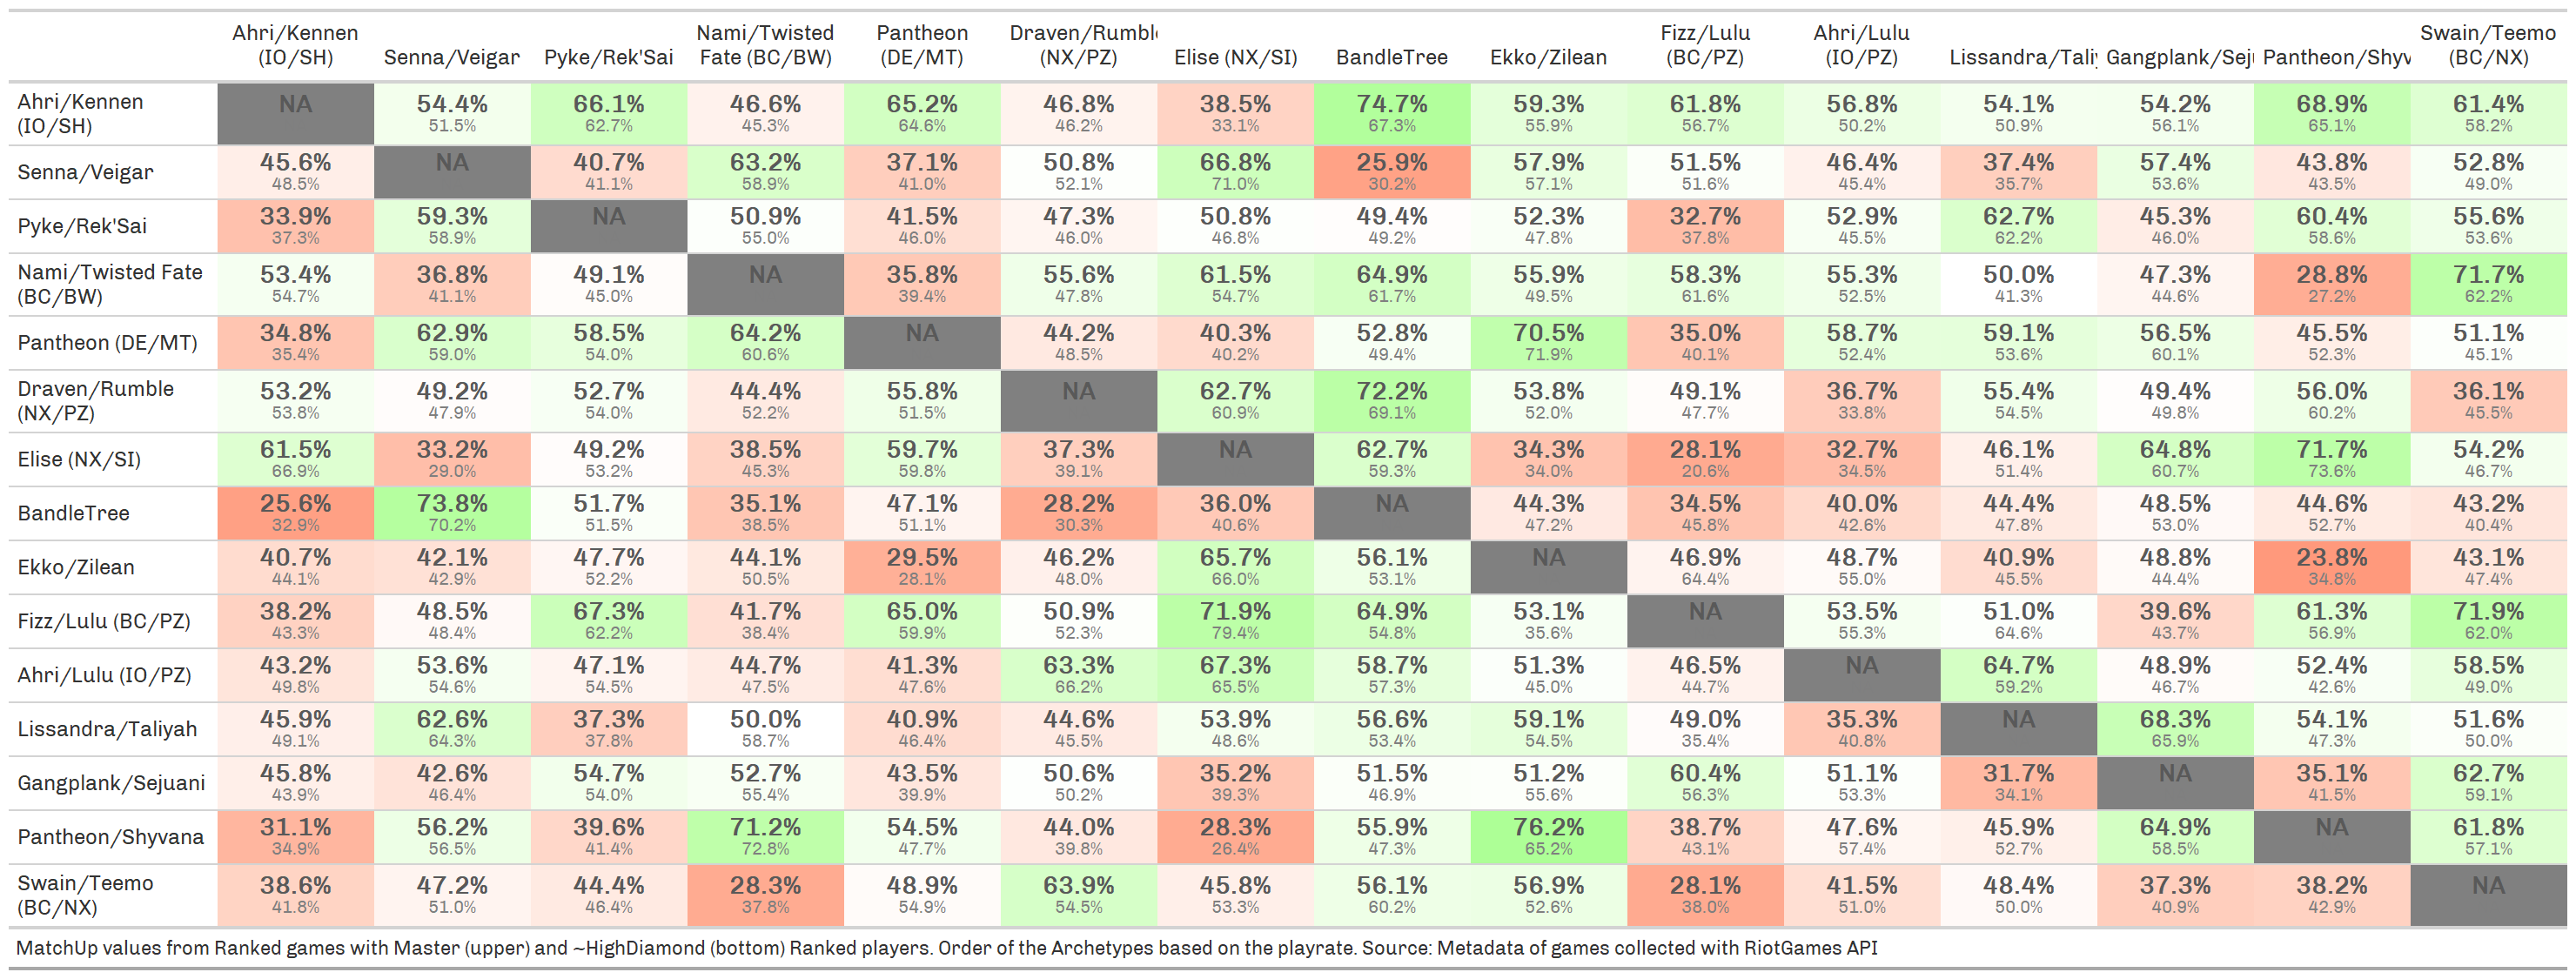 Ahri/Kennen (IO/SH) Senna/Veigar Pyke/Rek'Sai Nami/Twisted Fate (BC/BW) Pantheon (DE/MT) Draven/Rumbl (NX/PZ) Elise (NX/SI) BandleTree Ekko/Zilean Fizz/Lulu (BC/PZ) Ahri/Lulu (IO/PZ) Lissandra/Taliy Gangplank/Sej Pantheon/Shyv Swain/Teemo (BC/NX)
Ahri/Kennen (IO/SH) NA 54.4% 66.1% 46.6% 65.2% 46.8% 38.5% 74.7% 59.3% 61.8% 56.8% 54.1% 54.2% 68.9% 61.4%
51.5% 62.7% 45.3% 64.6% 46.2% 33.1% 67.3% 55.9% 56.7% 50.2% 50.9% 56.1% 65.1% 58.2%
Senna/Veigar 45.6% NA 40.7% 63.2% 37.1% 50.8% 66.8% 25.9% 57.9% 51.5% 46.4% 37.4% 57.4% 43.8% 52.8%
48.5% 41.1% 58.9% 41.0% 52.1% 71.0% 30.2% 57.1% 51.6% 45.4% 35.7% 53.6% 43.5% 49.0%
Pyke/Rek'Sai 33.9% 59.3% NA 50.9% 41.5% 47.3% 50.8% 49.4% 52.3% 32.7% 52.9% 62.7% 45.3% 60.4% 55.6%
37.3% 58.9% 55.0% 46.0% 46.0% 46.8% 49.2% 47.8% 37.8% 45.5% 62.2% 46.0% 58.6% 53.6%
Nami/Twisted Fate (BC/BW) 53.4% 36.8% 49.1% NA 35.8% 55.6% 61.5% 64.9% 55.9% 58.3% 55.3% 50.0% 47.3% 28.8% 71.7%
54.7% 41.1% 45.0% 39.4% 47.8% 54.7% 61.7% 49.5% 61.6% 52.5% 41.3% 44.6% 27.2% 62.2%
Pantheon (DE/MT) 34.8% 62.9% 58.5% 64.2% NA 44.2% 40.3% 52.8% 70.5% 35.0% 58.7% 59.1% 56.5% 45.5% 51.1%
35.4% 59.0% 54.0% 60.6% 48.5% 40.2% 49.4% 71.9% 40.1% 52.4% 53.6% 60.1% 52.3% 45.1%
Draven/Rumble (NX/PZ) 53.2% 49.2% 52.7% 44.4% 55.8% NA 62.7% 72.2% 53.8% 49.1% 36.7% 55.4% 49.4% 56.0% 36.1%
53.8% 47.9% 54.0% 52.2% 51.5% 60.9% 69.1% 52.0% 47.7% 33.8% 54.5% 49.8% 60.2% 45.5%
Elise (NX/SI) 61.5% 33.2% 49.2% 38.5% 59.7% 37.3% NA 62.7% 34.3% 28.1% 32.7% 46.1% 64.8% 71.7% 54.2%
66.9% 29.0% 53.2% 45.3% 59.8% 39.1% 59.3% 34.0% 20.6% 34.5% 51.4% 60.7% 73.6% 46.7%
BandleTree 25.6% 73.8% 51.7% 35.1% 47.1% 28.2% 36.0% NA 44.3% 34.5% 40.0% 44.4% 48.5% 44.6% 43.2%
32.9% 70.2% 51.5% 38.5% 51.1% 30.3% 40.6% 47.2% 45.8% 42.6% 47.8% 53.0% 52.7% 40.4%
Ekko/Zilean 40.7% 42.1% 47.7% 44.1% 29.5% 46.2% 65.7% 56.1% NA 46.9% 48.7% 40.9% 48.8% 23.8% 43.1%
44.1% 42.9% 52.2% 50.5% 28.1% 48.0% 66.0% 53.1% 64.4% 55.0% 45.5% 44.4% 34.8% 47.4%
Fizz/Lulu (BC/PZ) 38.2% 48.5% 67.3% 41.7% 65.0% 50.9% 71.9% 64.9% 53.1% NA 53.5% 51.0% 39.6% 61.3% 71.9%
43.3% 48.4% 62.2% 38.4% 59.9% 52.3% 79.4% 54.8% 35.6% 55.3% 64.6% 43.7% 56.9% 62.0%
Ahri/Lulu (IO/PZ) 43.2% 53.6% 47.1% 44.7% 41.3% 63.3% 67.3% 58.7% 51.3% 46.5% NA 64.7% 48.9% 52.4% 58.5%
49.8% 54.6% 54.5% 47.5% 47.6% 66.2% 65.5% 57.3% 45.0% 44.7% 59.2% 46.7% 42.6% 49.0%
Lissandra/Taliyah 45.9% 62.6% 37.3% 50.0% 40.9% 44.6% 53.9% 56.6% 59.1% 49.0% 35.3% NA 68.3% 54.1% 51.6%
49.1% 64.3% 37.8% 58.7% 46.4% 45.5% 48.6% 53.4% 54.5% 35.4% 40.8% 65.9% 47.3% 50.0%
Gangplank/Sejuani 45.8% 42.6% 54.7% 52.7% 43.5% 50.6% 35.2% 51.5% 51.2% 60.4% 51.1% 31.7% NA 35.1% 62.7%
43.9% 46.4% 54.0% 55.4% 39.9% 50.2% 39.3% 46.9% 55.6% 56.3% 53.3% 34.1% 41.5% 59.1%
Pantheon/Shyvana 31.1% 56.2% 39.6% 71.2% 54.5% 44.0% 28.3% 55.9% 76.2% 38.7% 47.6% 45.9% 64.9% NA 61.8%
34.9% 56.5% 41.4% 72.8% 47.7% 39.8% 26.4% 47.3% 65.2% 43.1% 57.4% 52.7% 58.5% 57.1%
Swain/Teemo (BC/NX) 38.6% 47.2% 44.4% 28.3% 48.9% 63.9% 45.8% 56.1% 56.9% 28.1% 41.5% 48.4% 37.3% 38.2% NA
41.8% 51.0% 46.4% 37.8% 54.9% 54.5% 53.3% 60.2% 52.6% 38.0% 51.0% 50.0% 40.9% 42.9%
MatchUp values from Ranked games with Master (upper) and ~HighDiamond (bottom) Ranked players. Order of the Archetypes based on the playrate. Source: Metadata of games collected with RiotGames API